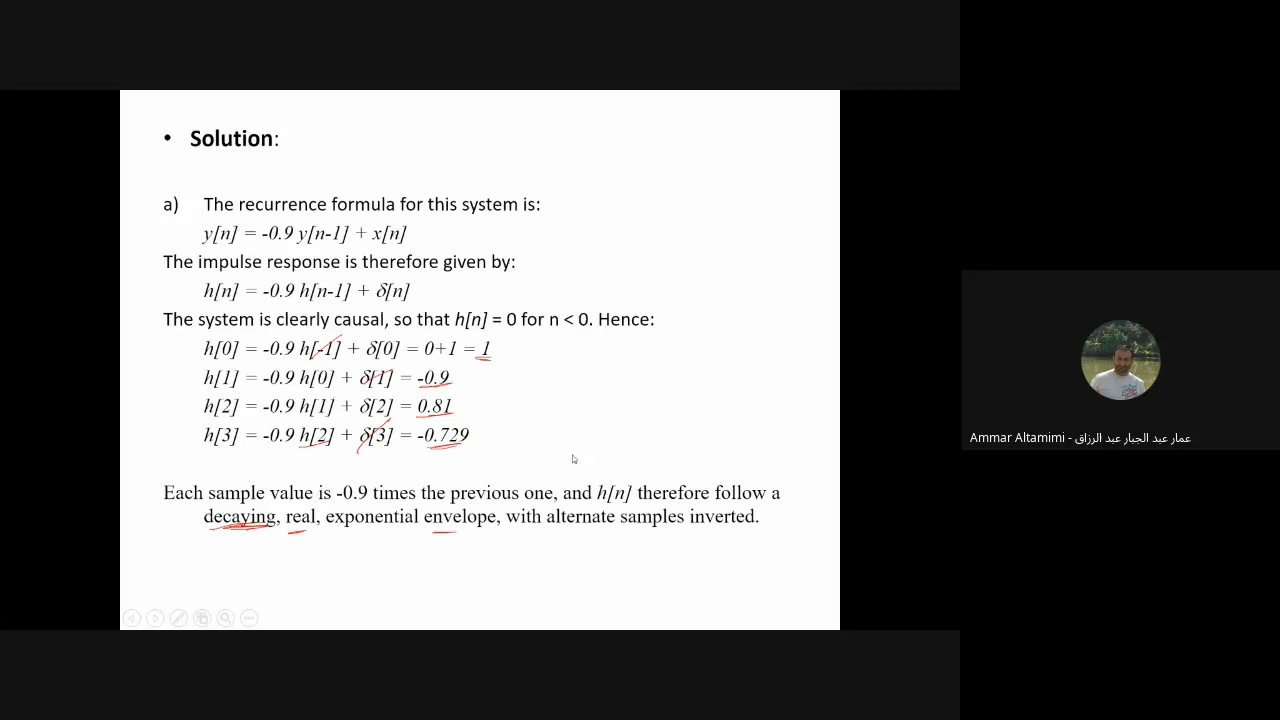 • Solution:
a) The recurrence formula for this system is:
y[n] = -0.9 y[n-1] + x[n]
The impulse response is therefore given by:
h[n] = -0.9 h[n-1] + δ[n]
The system is clearly causal, so that h[n] = 0 for n < 0. Hence:
h[0] = -0.9 h[-1] + δ[0] = 0+1 = 1
h[1] = -0.9 h[0] + δ[1] = -0.9
h[2] = -0.9 h[1] + δ[2] = 0.81
h[3] = -0.9 h[2] + δ[3] = -0.729
Each sample value is -0.9 times the previous one, and h[n] therefore follow a
decaying, real, exponential envelope, with alternate samples inverted.
Ammar Altamimi - عمار عبد الجبار عبد الرزاق